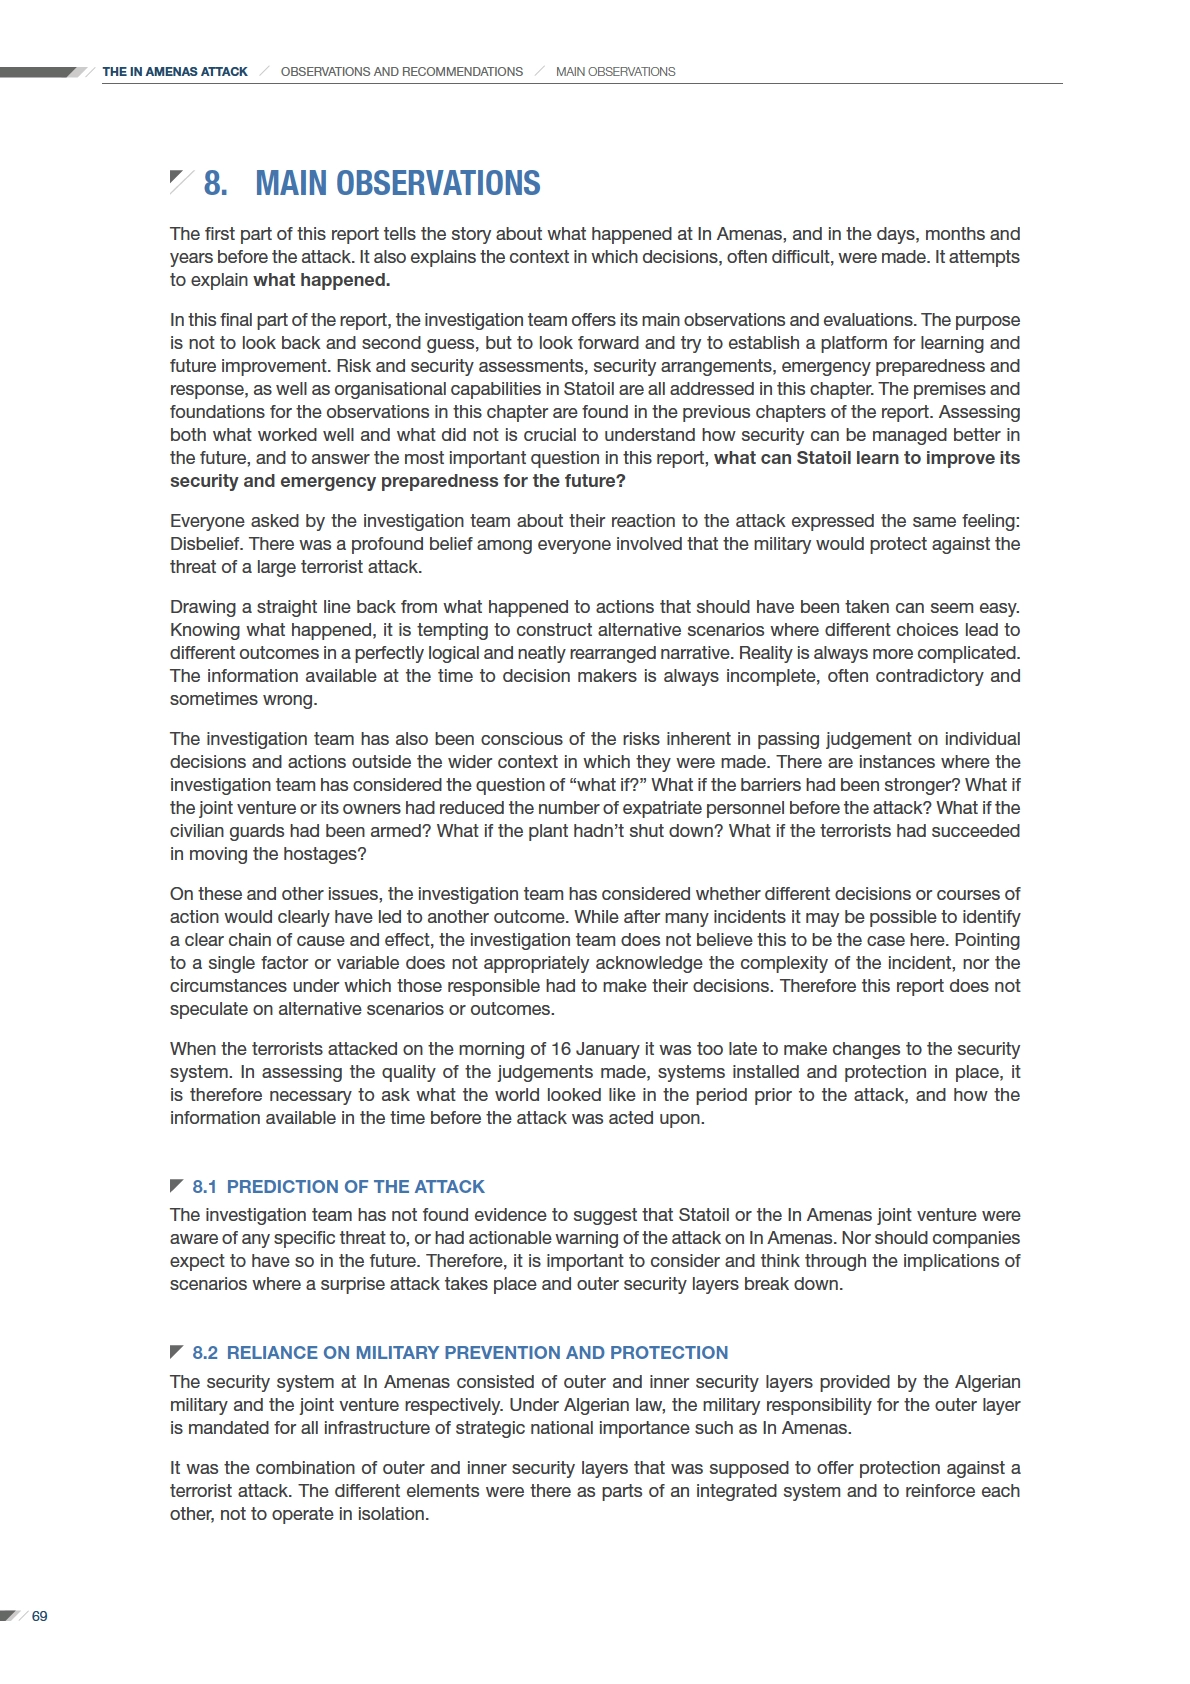 THE IN AMENAS ATTACK / OBSERVATIONS AND RECOMMENDATIONS / MAIN OBSERVATIONS
8. MAIN OBSERVATIONS
The first part of this report tells the story about what happened at In Amenas, and in the days, months and
years before the attack. It also explains the context in which decisions, often difficult, were made. It attempts
to explain what happened.
In this final part of the report, the investigation team offers its main observations and evaluations. The purpose
is not to look back and second guess, but to look forward and try to establish a platform for learning and
future improvement. Risk and security assessments, security arrangements, emergency preparedness and
response, as well as organisational capabilities in Statoil are all addressed in this chapter. The premises and
foundations for the observations in this chapter are found in the previous chapters of the report. Assessing
both what worked well and what did not is crucial to understand how security can be managed better in
the future, and to answer the most important question in this report, what can Statoil learn to improve its
security and emergency preparedness for the future?
Everyone asked by the investigation team about their reaction to the attack expressed the same feeling:
Disbelief. There was a profound belief among everyone involved that the military would protect against the
threat of a large terrorist attack.
Drawing a straight line back from what happened to actions that should have been taken can seem easy.
Knowing what happened, it is tempting to construct alternative scenarios where different choices lead to
different outcomes in a perfectly logical and neatly rearranged narrative. Reality is always more complicated.
The information available at the time to decision makers is always incomplete, often contradictory and
sometimes wrong.
The investigation team has also been conscious of the risks inherent in passing judgement on individual
decisions and actions outside the wider context in which they were made. There are instances where the
investigation team has considered the question of “what if?” What if the barriers had been stronger? What if
the joint venture or its owners had reduced the number of expatriate personnel before the attack? What if the
civilian guards had been armed? What if the plant hadn’t shut down? What if the terrorists had succeeded
in moving the hostages?
On these and other issues, the investigation team has considered whether different decisions or courses of
action would clearly have led to another outcome. While after many incidents it may be possible to identify
a clear chain of cause and effect, the investigation team does not believe this to be the case here. Pointing
to a single factor or variable does not appropriately acknowledge the complexity of the incident, nor the
circumstances under which those responsible had to make their decisions. Therefore this report does not
speculate on alternative scenarios or outcomes.
When the terrorists attacked on the morning of 16 January it was too late to make changes to the security
system. In assessing the quality of the judgements made, systems installed and protection in place, it
is therefore necessary to ask what the world looked like in the period prior to the attack, and how the
information available in the time before the attack was acted upon.
8.1 PREDICTION OF THE ATTACK
The investigation team has not found evidence to suggest that Statoil or the In Amenas joint venture were
aware of any specific threat to, or had actionable warning of the attack on In Amenas. Nor should companies
expect to have so in the future. Therefore, it is important to consider and think through the implications of
scenarios where a surprise attack takes place and outer security layers break down.
8.2 RELIANCE ON MILITARY PREVENTION AND PROTECTION
The security system at In Amenas consisted of outer and inner security layers provided by the Algerian
military and the joint venture respectively. Under Algerian law, the military responsibility for the outer layer
is mandated for all infrastructure of strategic national importance such as In Amenas.
It was the combination of outer and inner security layers that was supposed to offer protection against a
terrorist attack. The different elements were there as parts of an integrated system and to reinforce each
other, not to operate in isolation.
69